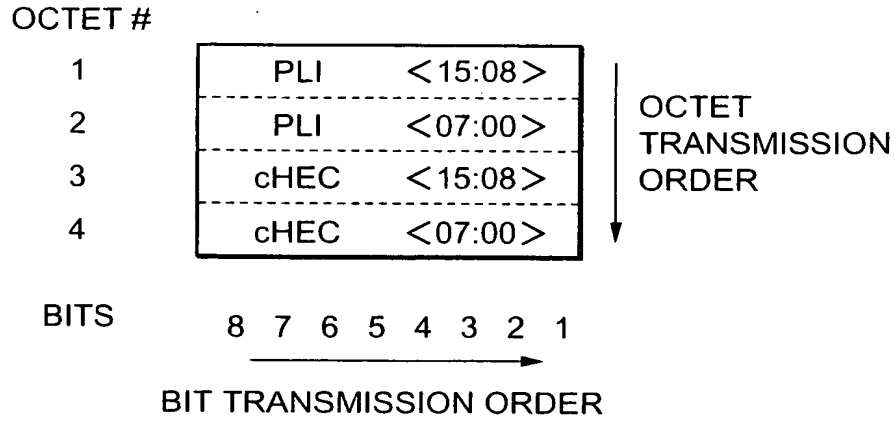 OCTET #
1 PLI <15:08>
2 PLI <07:00>
3 cHEC <15:08>
4 cHEC <07:00>
OCTET
TRANSMISSION
ORDER
BITS 8 7 6 5 4 3 2 1
BIT TRANSMISSION ORDER